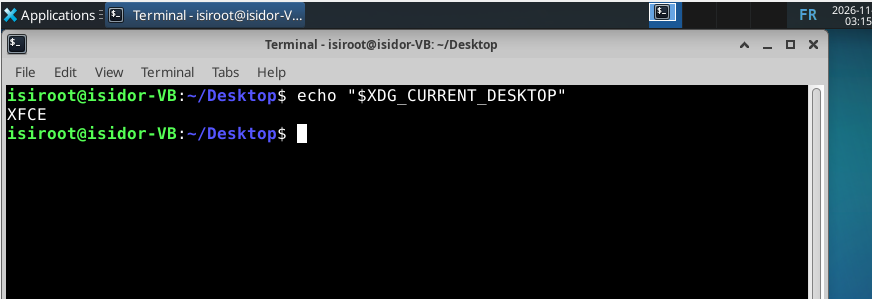 Applications
Terminal - isiroot@isidor-V...
FR
2026-11-
03:15
Terminal - isiroot@isidor-VB: ~/Desktop
File Edit View Terminal Tabs Help
isiroot@isidor-VB:~/Desktop$ echo "$XDG_CURRENT_DESKTOP"
XFCE
isiroot@isidor-VB:~/Desktop$